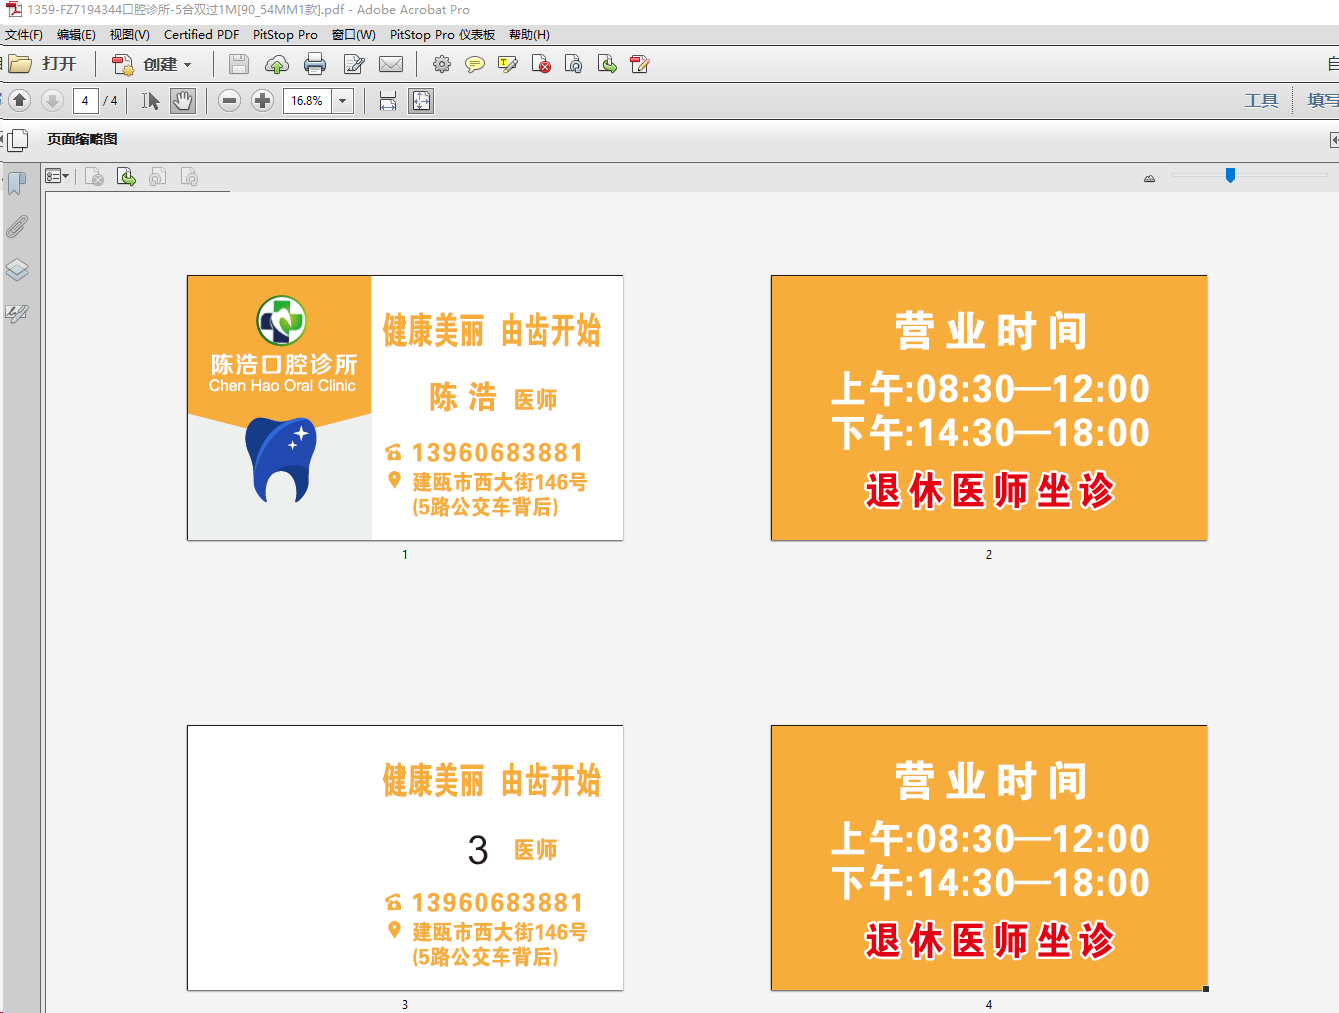 1359-FZ7194344口腔诊所-5合双过1M[90_54MM1款].pdf - Adobe Acrobat Pro
文件(F) 编辑(E) 视图(V) Certified PDF PitStop Pro 窗口(W) PitStop Pro 仪表板 帮助(H)
打开 创建
4 / 4 16.8% 工具 填写
页面缩略图
陈浩口腔诊所
Chen Hao Oral Clinic
健康美丽 由齿开始
陈 浩 医师
13960683881
建瓯市西大街146号
(5路公交车背后)
1
营业时间
上午:08:30—12:00
下午:14:30—18:00
退休医师坐诊
2
健康美丽 由齿开始
3 医师
13960683881
建瓯市西大街146号
(5路公交车背后)
3
营业时间
上午:08:30—12:00
下午:14:30—18:00
退休医师坐诊
4